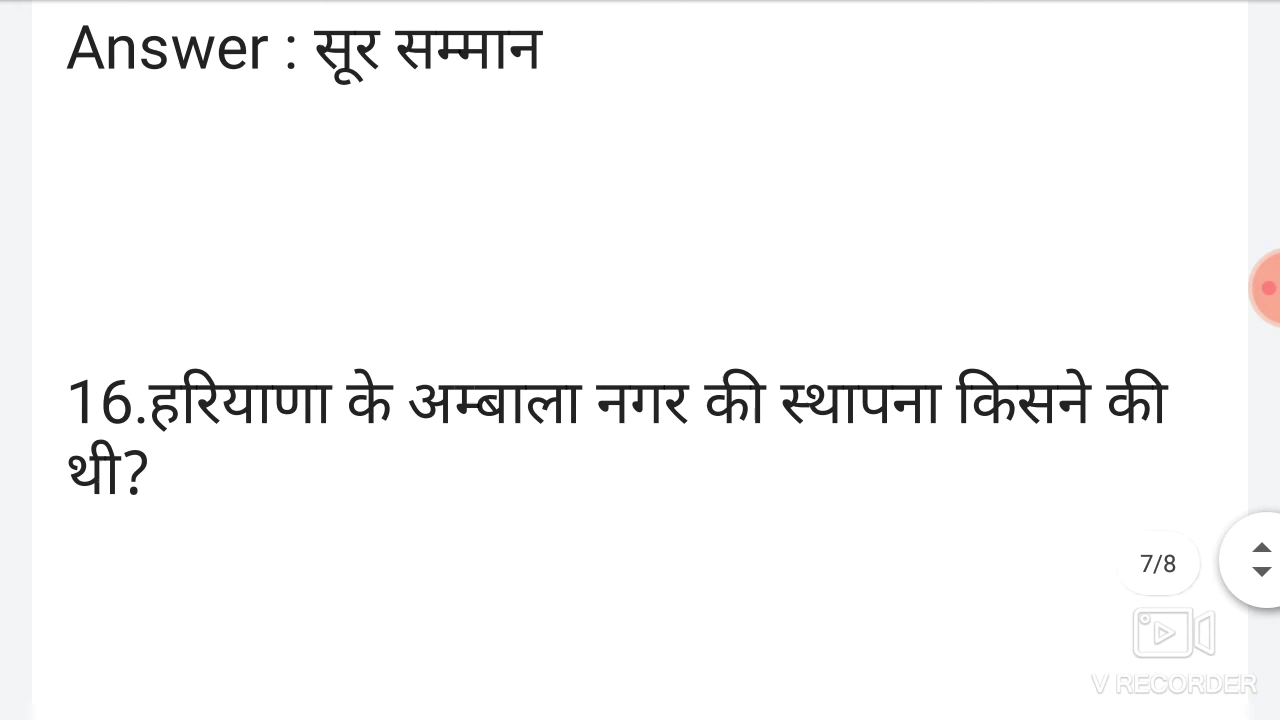 Answer : सूर सम्मान
16.हरियाणा के अम्बाला नगर की स्थापना किसने की
थी?
7/8
V RECORDER